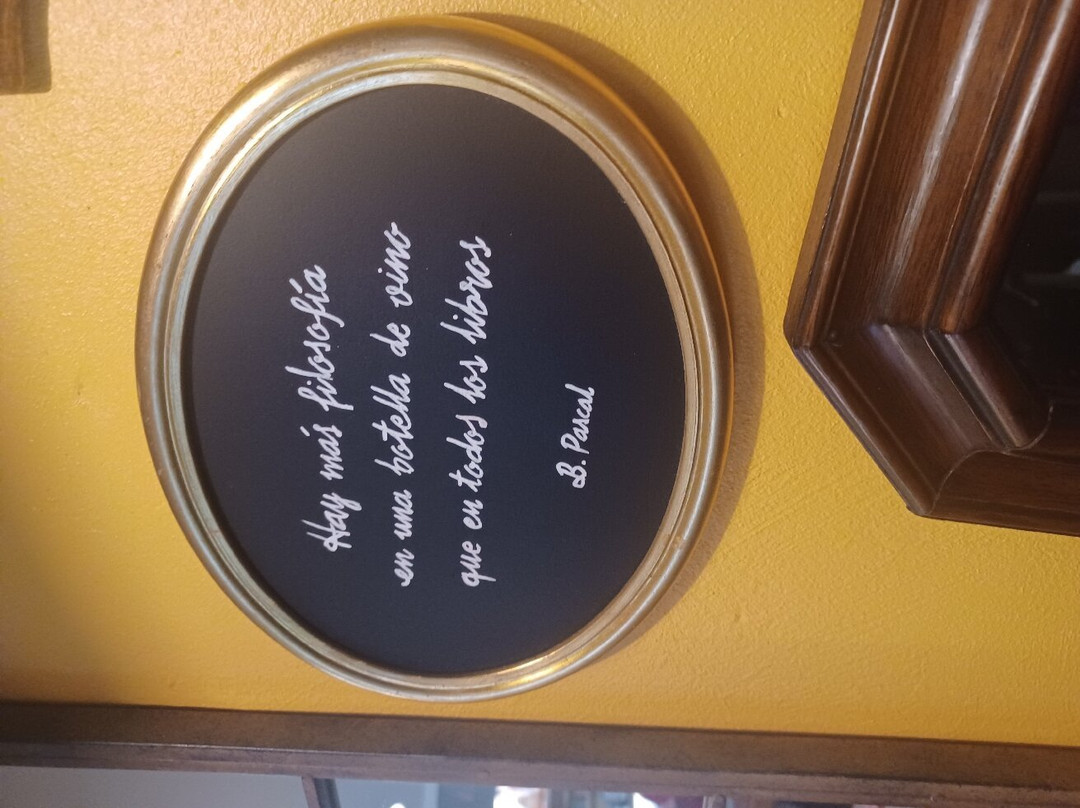 Hay más filosofía
en una botella de vino
que en todos los libros
B. Pascal